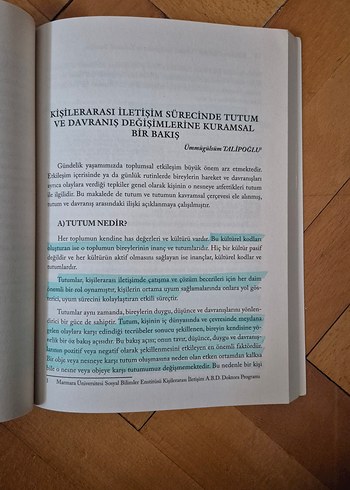 KİŞİLERARASI İLETİŞİM SÜRECİNDE TUTUM
VE DAVRANIŞ DEĞİŞİMLERİNE KURAMSAL
BİR BAKIŞ
Ümmügülsüm TALİPOĞLU¹
Gündelik yaşamımızda toplumsal etkileşim büyük önem arz etmektedir.
Etkileşim içerisinde ya da günlük rutinlerde bireylerin hareket ve davranışları
ayrıca olaylara verdiği tepkiler genel olarak kişinin o nesneye atfettikleri tutum
ile ilgilidir. Bu makalede de tutum ve tutumun kavramsal çerçevesi ele alınmış,
tutum ve davranış arasındaki ilişki açıklanmaya çalışılmıştır.
A) TUTUM NEDİR?
Her toplumun kendine has değerleri ve kültürü vardır. Bu kültürel kodları
oluşturan ise o toplumun bireylerinin inanç ve tutumlarıdır. Hiç bir kültür pasif
değildir ve her kültürün aktif olmasını sağlayan ise inançlar, kültürel kodlar ve
tutumlardır.
Tutumlar, kişilerarası iletişimde çatışma ve çözüm becerileri için her daim
önemli bir rol oynamıştır, kişilerin ortama uyum sağlamalarında onlara yol gös-
terici, uyum sürecini kolaylaştıran etkili süreçtir.
Tutumlar aynı zamanda, bireylerin duygu, düşünce ve davranışlarını yönlen-
dirici bir güce de sahiptir. Tutum, kişinin iç dünyasında ve çevresinde meydana
gelen olaylara karşı edindiği tecrübeler sonucu şekillenen, bireyin kendisine yö-
nelik bir öz bakış açısıdır. Bu bakış açısı; onun tavır, düşünce, duygu ve davranış-
larının pozitif veya negatif olarak şekillenmesini etkileyen en önemli faktördür.
Bir obje veya nesneye karşı tutum oluşmasına neden olan etken ortamdan kalksa
bile o nesne veya objeye karşı tutumumuz değişmemektedir. Bu nedenle bir kişi
1 Marmara Üniversitesi Sosyal Bilimler Enstitüsü Kişilerarası İletişim A.B.D. Doktora Programı.